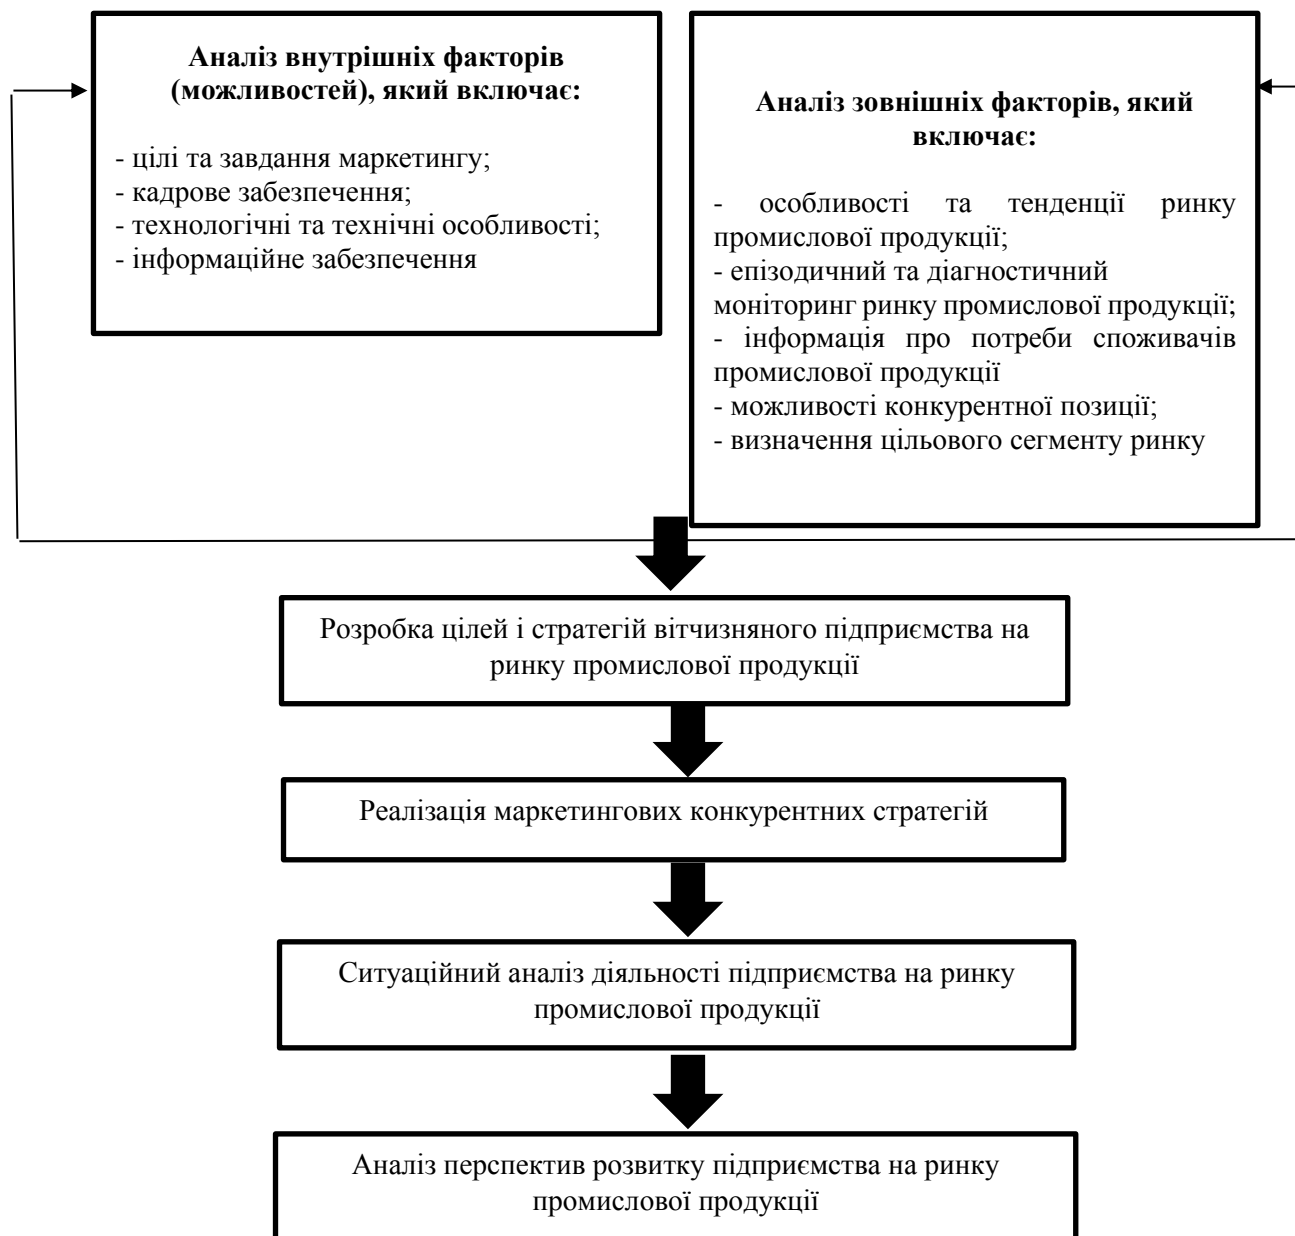 Аналіз внутрішніх факторів
(можливостей), який включає:
- цілі та завдання маркетингу;
- кадрове забезпечення;
- технологічні та технічні особливості;
- інформаційне забезпечення
Аналіз зовнішніх факторів, який
включає:
- особливості та тенденції ринку
промислової продукції;
- епізодичний та діагностичний
моніторинг ринку промислової продукції;
- інформація про потреби споживачів
промислової продукції
- можливості конкурентної позиції;
- визначення цільового сегменту ринку
Розробка цілей і стратегій вітчизняного підприємства на
ринку промислової продукції
Реалізація маркетингових конкурентних стратегій
Ситуаційний аналіз діяльності підприємства на ринку
промислової продукції
Аналіз перспектив розвитку підприємства на ринку
промислової продукції